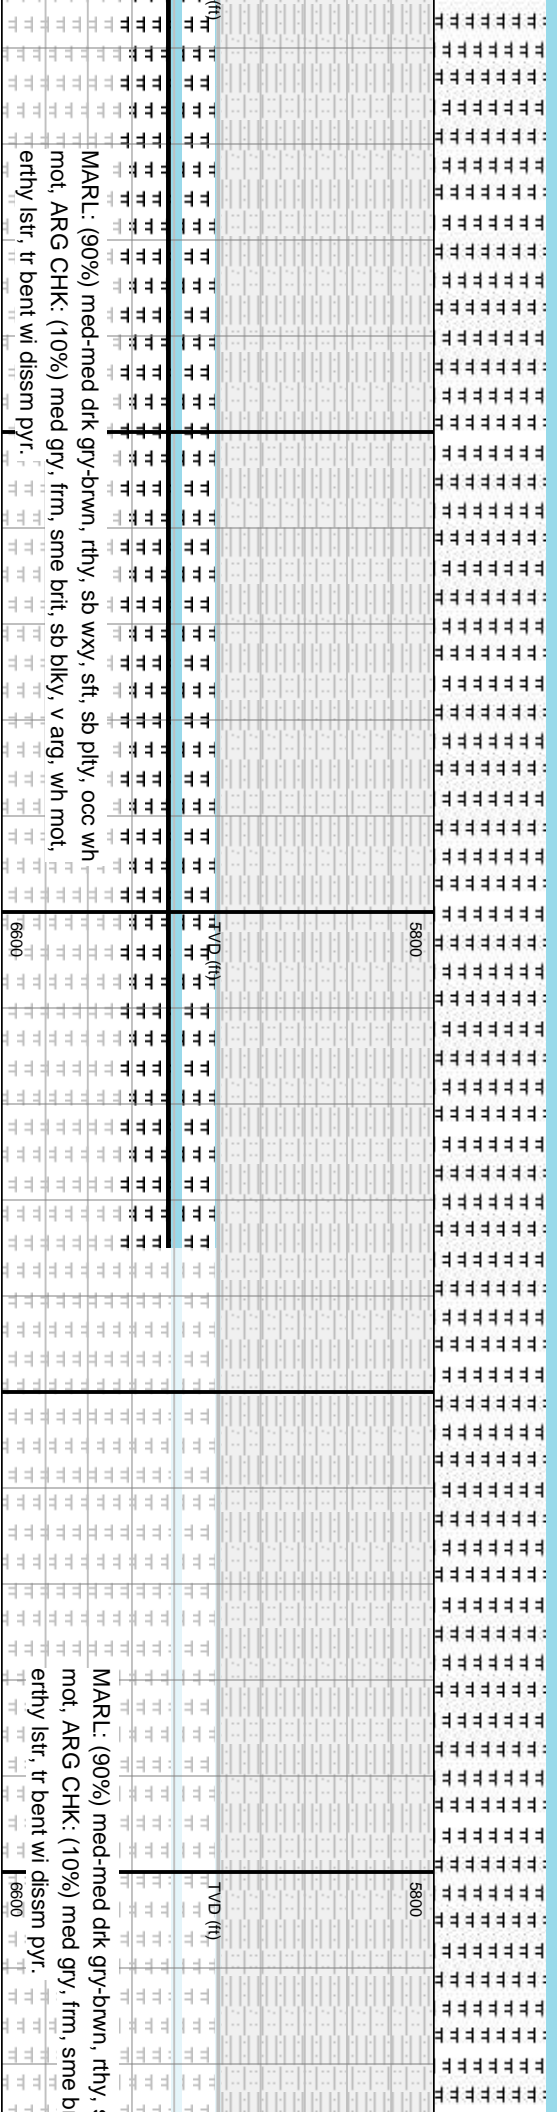 (ft)
MARL: (90%) med-med drk gry-brwn, rthy, sb wxy, sft, sb plty, occ wh
mot, ARG CHK: (10%) med gry, frm, sme brit, sb blky, v arg, wh mot,
erthy lstr, tr bent wi dissm pyr.
5800
TVD (ft)
6600
MARL: (90%) med-med drk gry-brwn, rthy,
mot, ARG CHK: (10%) med gry, frm, sme
erthy lstr, tr bent wi dissm pyr.
5800
TVD (ft)
6600